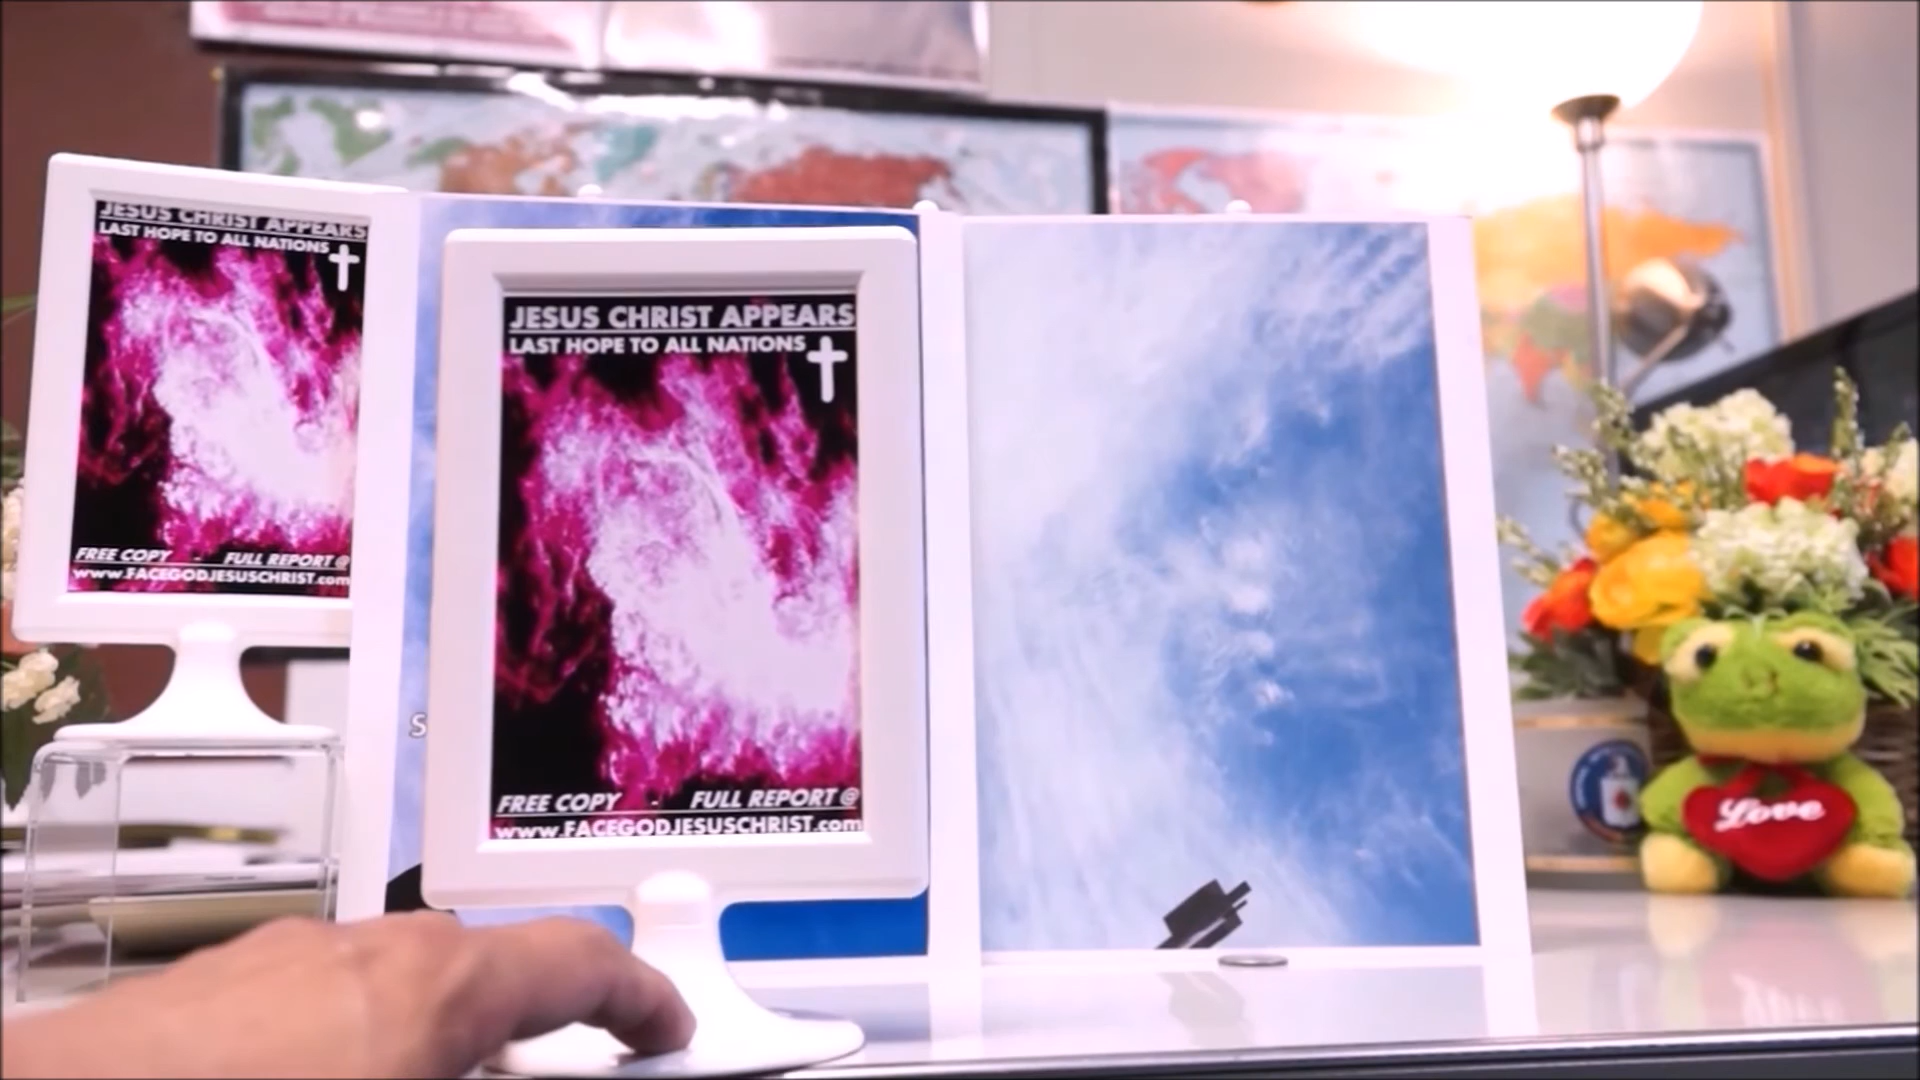 JESUS CHRIST APPEARS
LAST HOPE TO ALL NATIONS
FREE COPY - FULL REPORT @
www.FACEGODJESUSCHRIST.com
JESUS CHRIST APPEARS
LAST HOPE TO ALL NATIONS
FREE COPY - FULL REPORT @
www.FACEGODJESUSCHRIST.com
S
Love